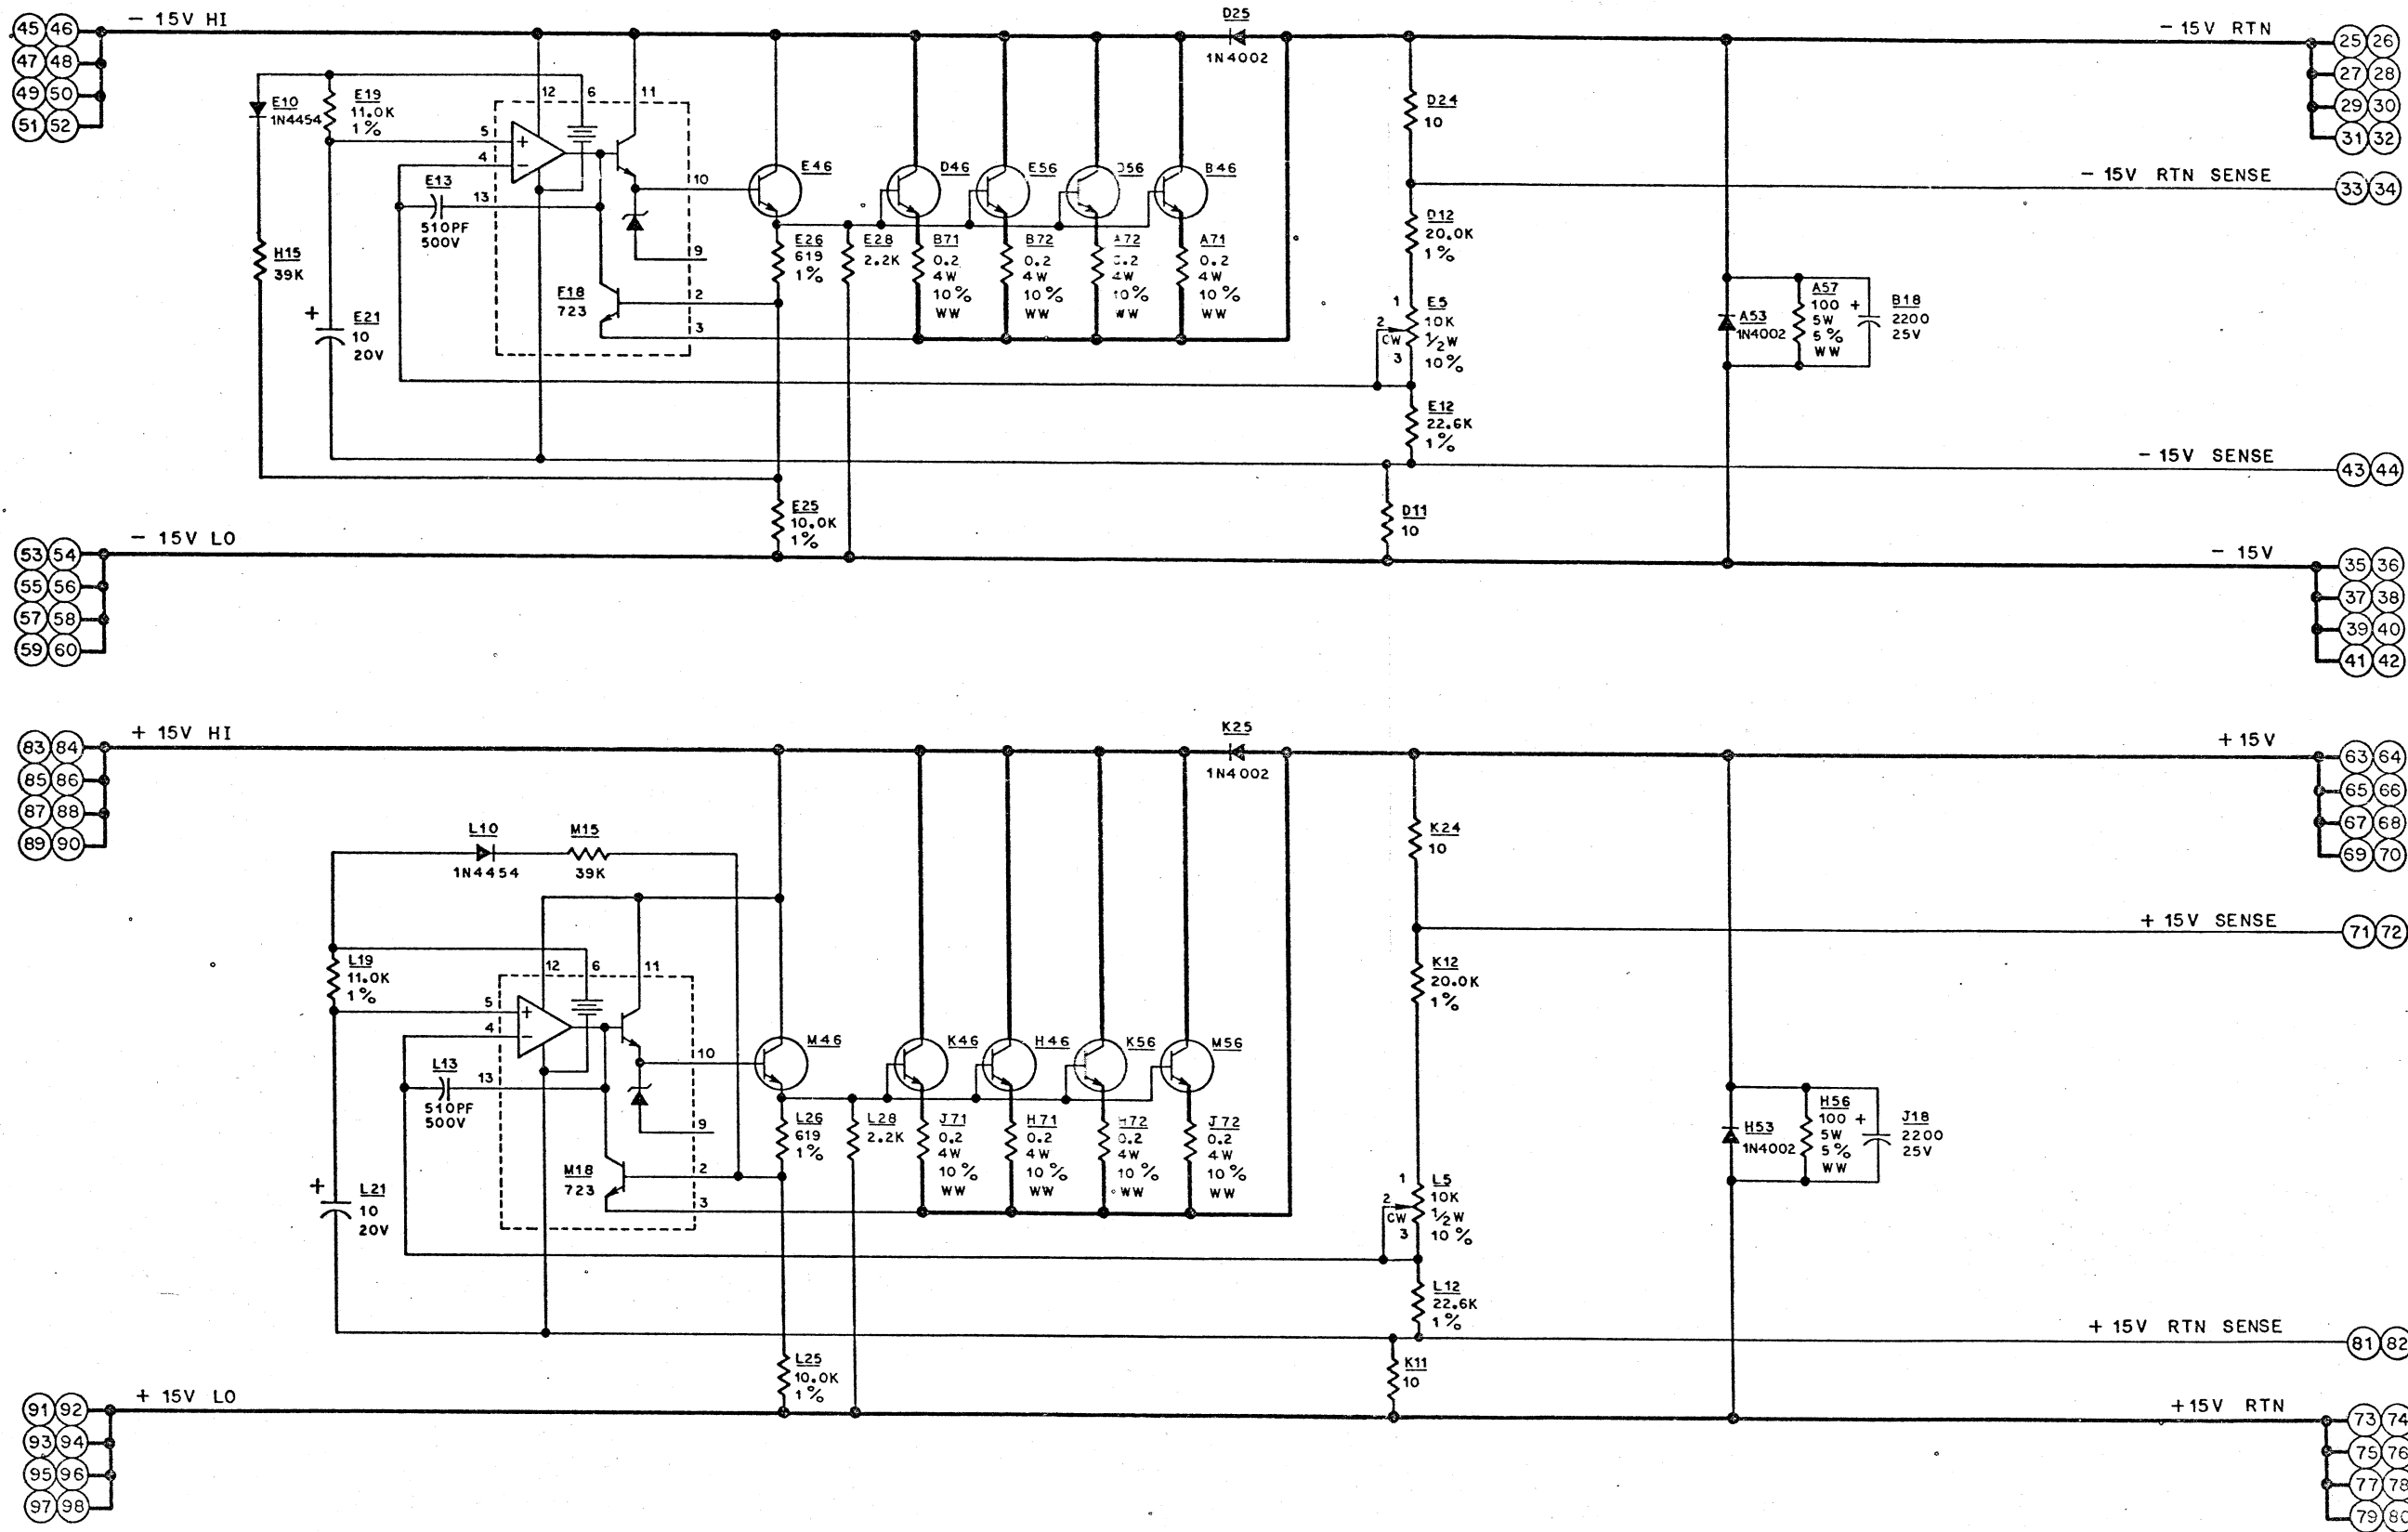 45 46
47 48
49 50
51 52
- 15V HI
D25
1N4002
- 15V RTN
25 26
27 28
29 30
31 32
E10
1N4454
E19
11.0K
1%
12
6
11
5
4
13
E13
510PF
500V
10
9
2
3
F18
723
H15
39K
+
E21
10
20V
E46
D46
E56
B46
E26
619
1%
E28
2.2K
B71
0.2
4W
10%
WW
B72
0.2
4W
10%
WW
A72
4W
10%
WW
A71
0.2
4W
10%
WW
D24
10
- 15V RTN SENSE
33 34
D12
20.0K
1%
1
2
CW
3
E5
10K
1/2W
10%
E12
22.6K
1%
A53
1N4002
A57
100
5W
5%
WW
+
B18
2200
25V
- 15V SENSE
43 44
E25
10.0K
1%
D11
10
- 15V LO
53 54
55 56
57 58
59 60
- 15V
35 36
37 38
39 40
41 42
83 84
85 86
87 88
89 90
+ 15V HI
K25
1N4002
+ 15V
63 64
65 66
67 68
69 70
L10
1N4454
M15
39K
K24
10
+ 15V SENSE
71 72
L19
11.0K
1%
12
6
11
5
4
13
L13
510PF
500V
10
9
2
3
M18
723
+
L21
10
20V
M46
K46
H46
K56
M56
L26
619
1%
L28
2.2K
J71
0.2
4W
10%
WW
H71
0.2
4W
10%
WW
H72
0.2
4W
10%
WW
J72
0.2
4W
10%
WW
K12
20.0K
1%
1
2
CW
3
L5
10K
1/2W
10%
L12
22.6K
1%
H53
1N4002
H56
100
5W
5%
WW
+
J18
2200
25V
+ 15V RTN SENSE
81 82
L25
10.0K
1%
K11
10
+ 15V LO
91 92
93 94
95 96
97 98
+15V RTN
73 74
75 76
77 78
79 80